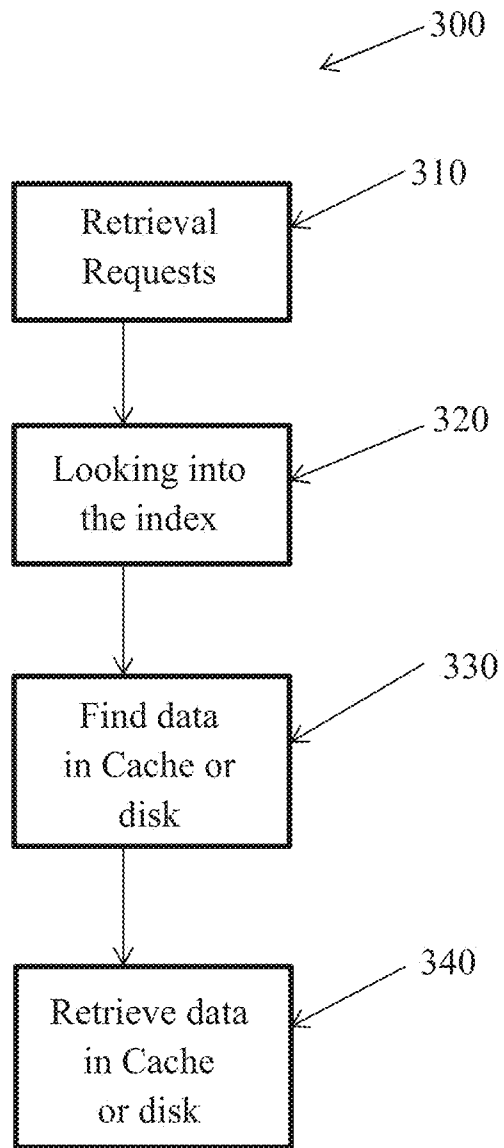 300
310
Retrieval
Requests
320
Looking into
the index
330
Find data
in Cache or
disk
340
Retrieve data
in Cache
or disk